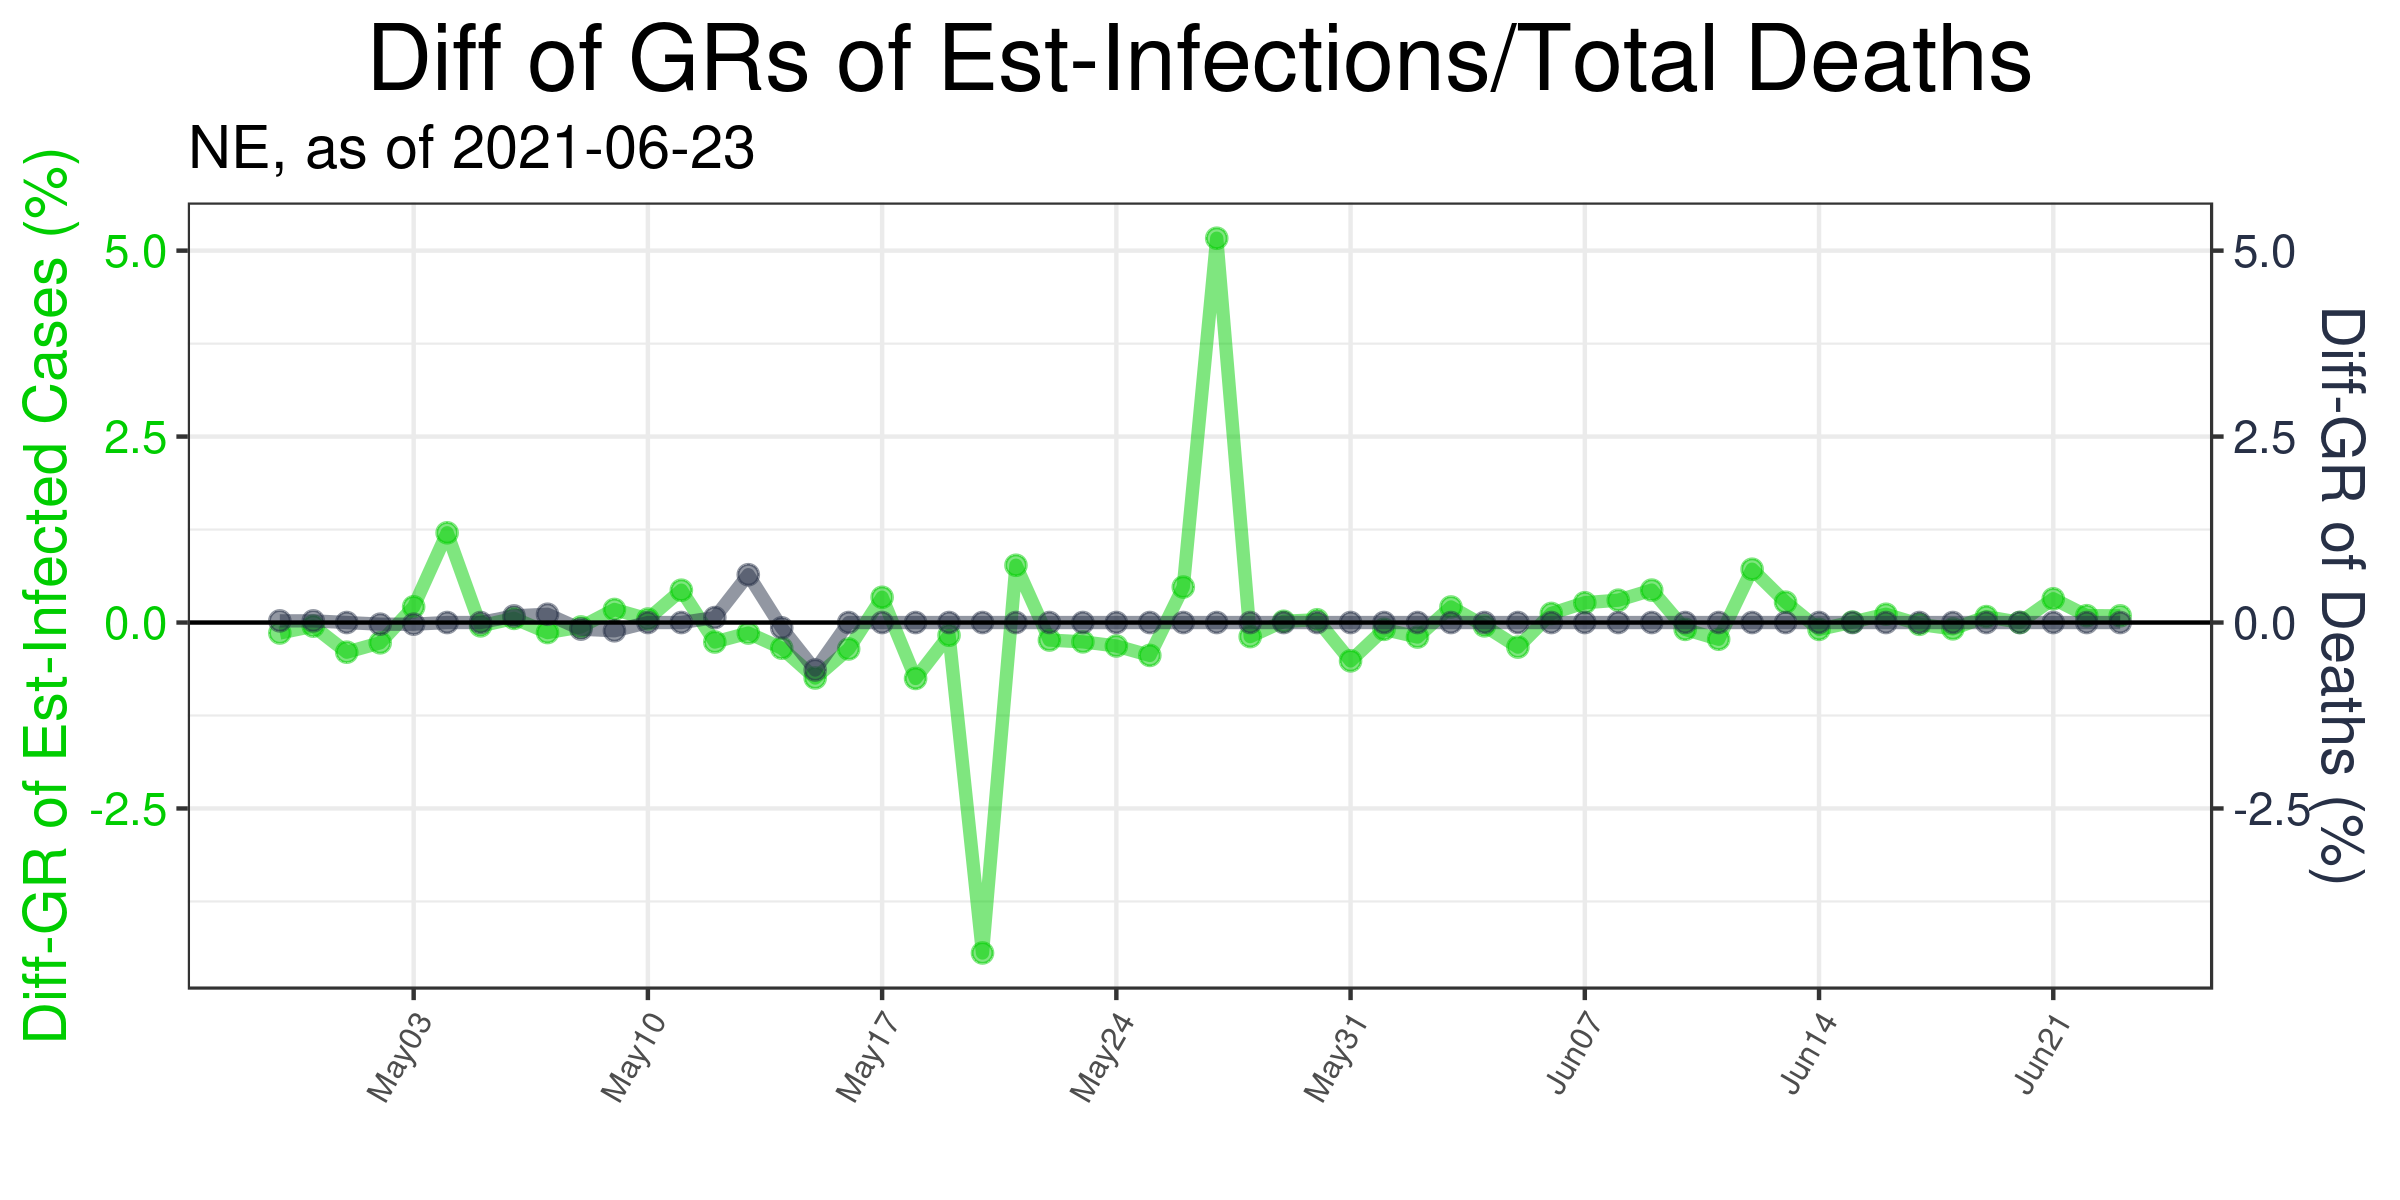 Diff of GRs of Est-Infections/Total Deaths
NE, as of 2021-06-23
Diff-GR of Est-Infected Cases (%)
5.0
2.5
0.0
-2.5
5.0
2.5
0.0
-2.5
Diff-GR of Deaths (%)
May03
May10
May17
May24
May31
Jun07
Jun14
Jun21